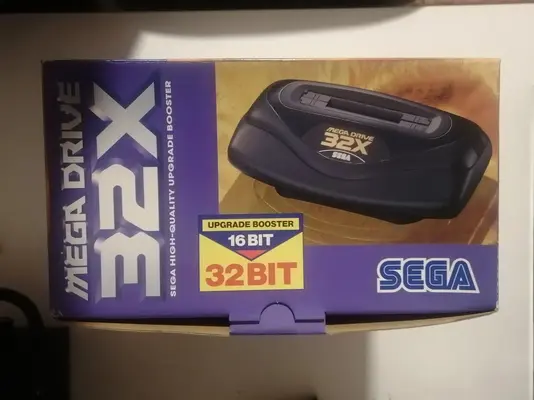 MEGA DRIVE
32X
SEGA HIGH-QUALITY UPGRADE BOOSTER
MEGA DRIVE
32X
SEGA
UPGRADE BOOSTER
16 BIT
32 BIT
SEGA